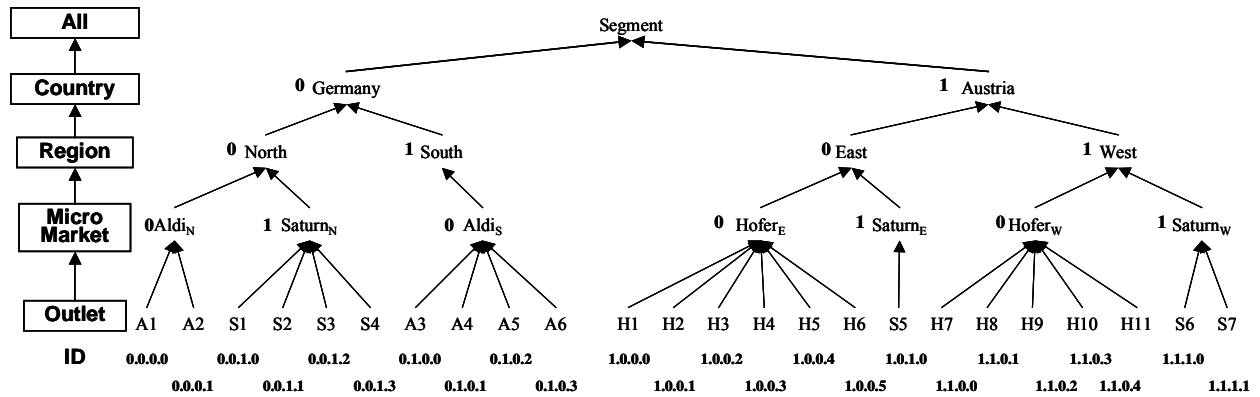 All
Segment
Country
0 Germany
1 Austria
Region
0 North
1 South
0 East
1 West
Micro
Market
0 Aldi_N
1 Saturn_N
0 Aldi_S
0 Hofer_E
1 Saturn_E
0 Hofer_W
1 Saturn_W
Outlet
A1 A2 S1 S2 S3 S4 A3 A4 A5 A6 H1 H2 H3 H4 H5 H6 S5 H7 H8 H9 H10 H11 S6 S7
ID 0.0.0.0 0.0.1.0 0.0.1.2 0.1.0.0 0.1.0.2 1.0.0.0 1.0.0.2 1.0.0.4 1.0.1.0 1.1.0.1 1.1.0.3 1.1.1.0
0.0.0.1 0.0.1.1 0.0.1.3 0.1.0.1 0.1.0.3 1.0.0.1 1.0.0.3 1.0.0.5 1.1.0.0 1.1.0.2 1.1.0.4 1.1.1.1